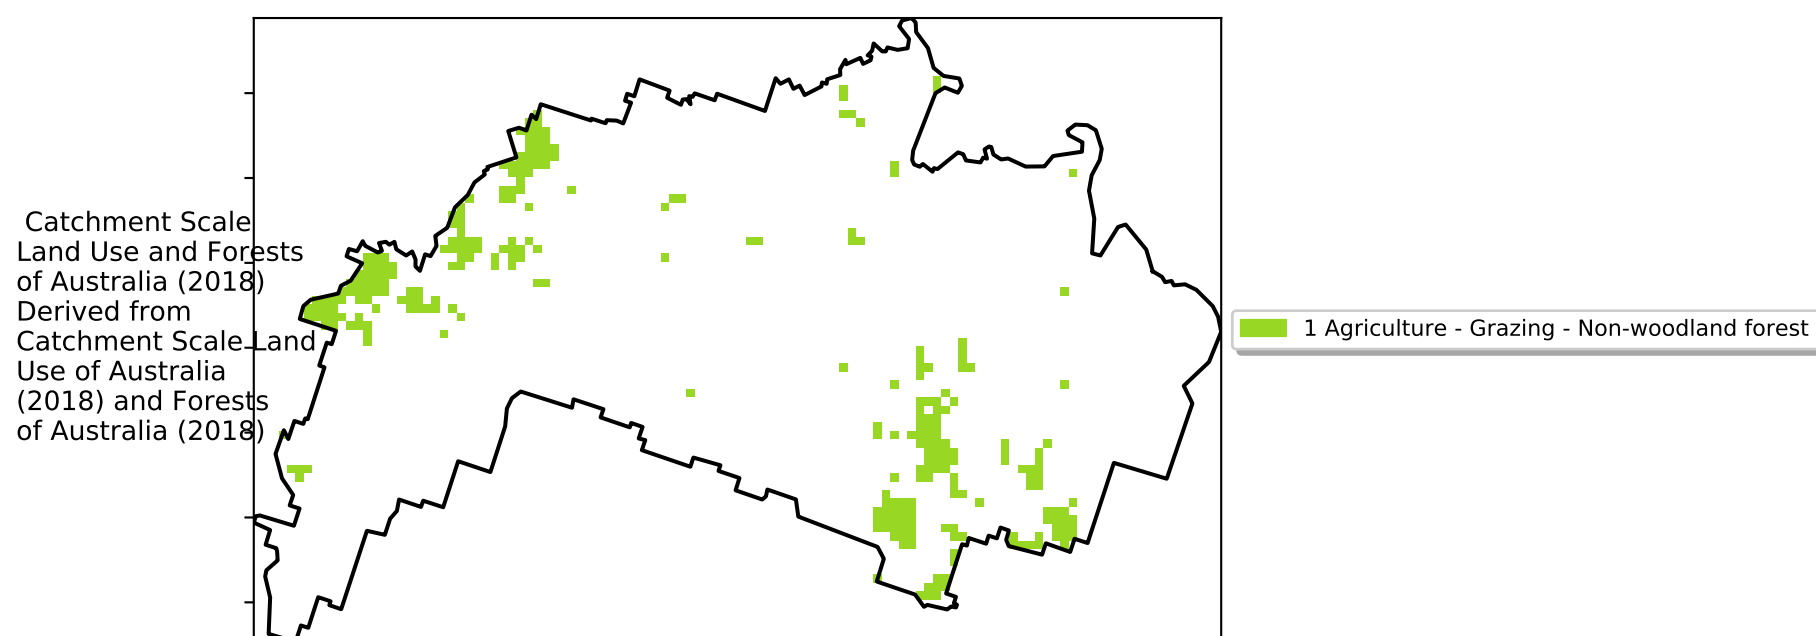 Catchment Scale
Land Use and Forests
of Australia (2018)
Derived from
Catchment Scale Land
Use of Australia
(2018) and Forests
of Australia (2018)
1 Agriculture - Grazing - Non-woodland forest